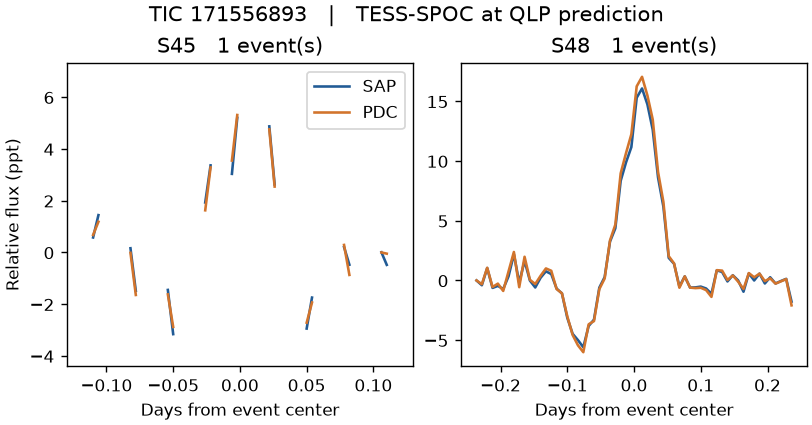 TIC 171556893 | TESS-SPOC at QLP prediction
S45 1 event(s)
S48 1 event(s)
SAP
PDC
Relative flux (ppt)
6
4
2
0
−2
−4
−0.10
−0.05
0.00
0.05
0.10
Days from event center
15
10
5
0
−5
−0.2
−0.1
0.0
0.1
0.2
Days from event center